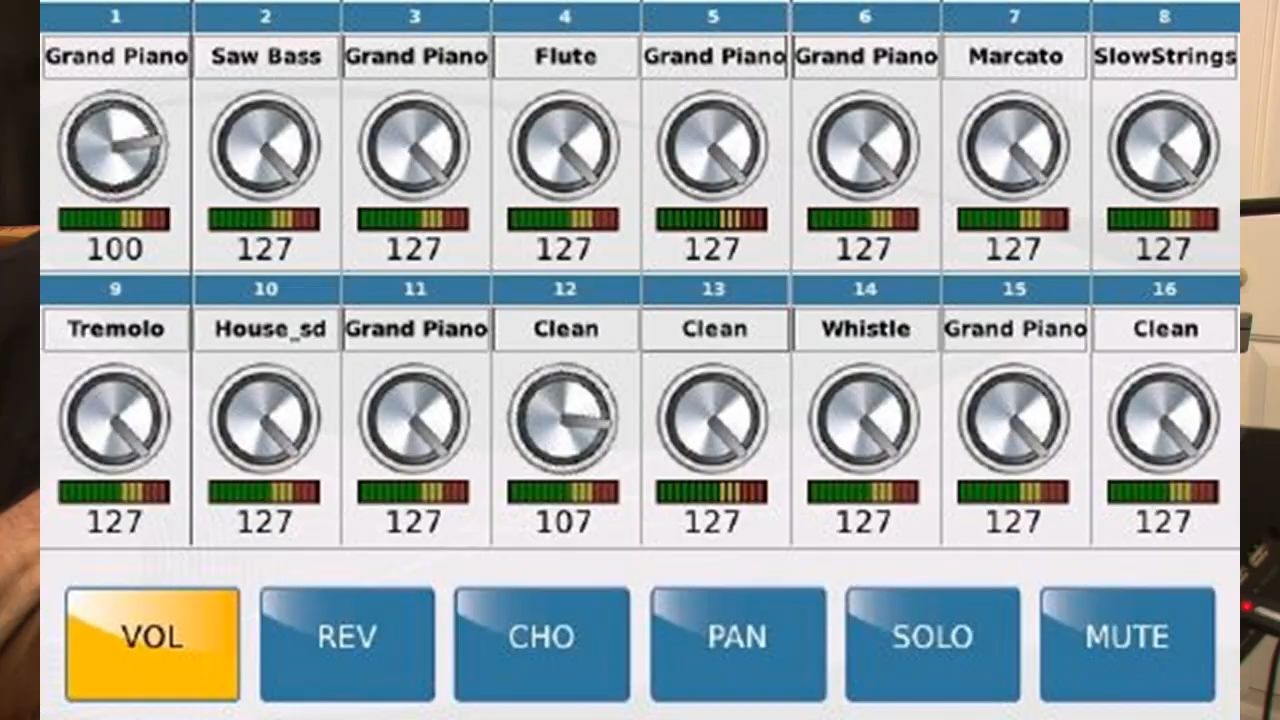 1 2 3 4 5 6 7 8
Grand Piano Saw Bass Grand Piano Flute Grand Piano Grand Piano Marcato SlowStrings
100 127 127 127 127 127 127 127
9 10 11 12 13 14 15 16
Tremolo House_sd Grand Piano Clean Clean Whistle Grand Piano Clean
127 127 127 107 127 127 127 127
VOL REV CHO PAN SOLO MUTE